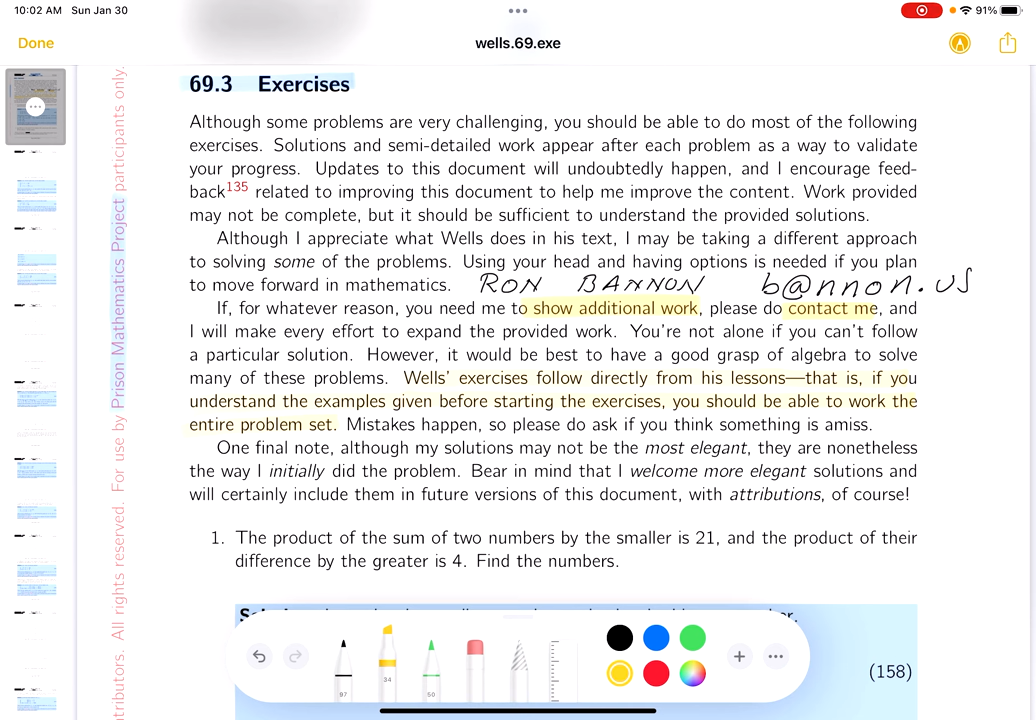 10:02 AM Sun Jan 30
91%
Done
wells.69.exe
69.3 Exercises
Although some problems are very challenging, you should be able to do most of the following
exercises. Solutions and semi-detailed work appear after each problem as a way to validate
your progress. Updates to this document will undoubtedly happen, and I encourage feed-
back135 related to improving this document to help me improve the content. Work provided
may not be complete, but it should be sufficient to understand the provided solutions.
Although I appreciate what Wells does in his text, I may be taking a different approach
to solving some of the problems. Using your head and having options is needed if you plan
to move forward in mathematics. RON BANNON b@nnon.us
If, for whatever reason, you need me to show additional work, please do contact me, and
I will make every effort to expand the provided work. You're not alone if you can't follow
a particular solution. However, it would be best to have a good grasp of algebra to solve
many of these problems. Wells' exercises follow directly from his lessons—that is, if you
understand the examples given before starting the exercises, you should be able to work the
entire problem set. Mistakes happen, so please do ask if you think something is amiss.
One final note, although my solutions may not be the most elegant, they are nonetheless
the way I initially did the problem. Bear in mind that I welcome more elegant solutions and
will certainly include them in future versions of this document, with attributions, of course!
1. The product of the sum of two numbers by the smaller is 21, and the product of their
difference by the greater is 4. Find the numbers.
(158)
97
34
50
tributors. All rights reserved. For use by Prison Mathematics Project participants only.